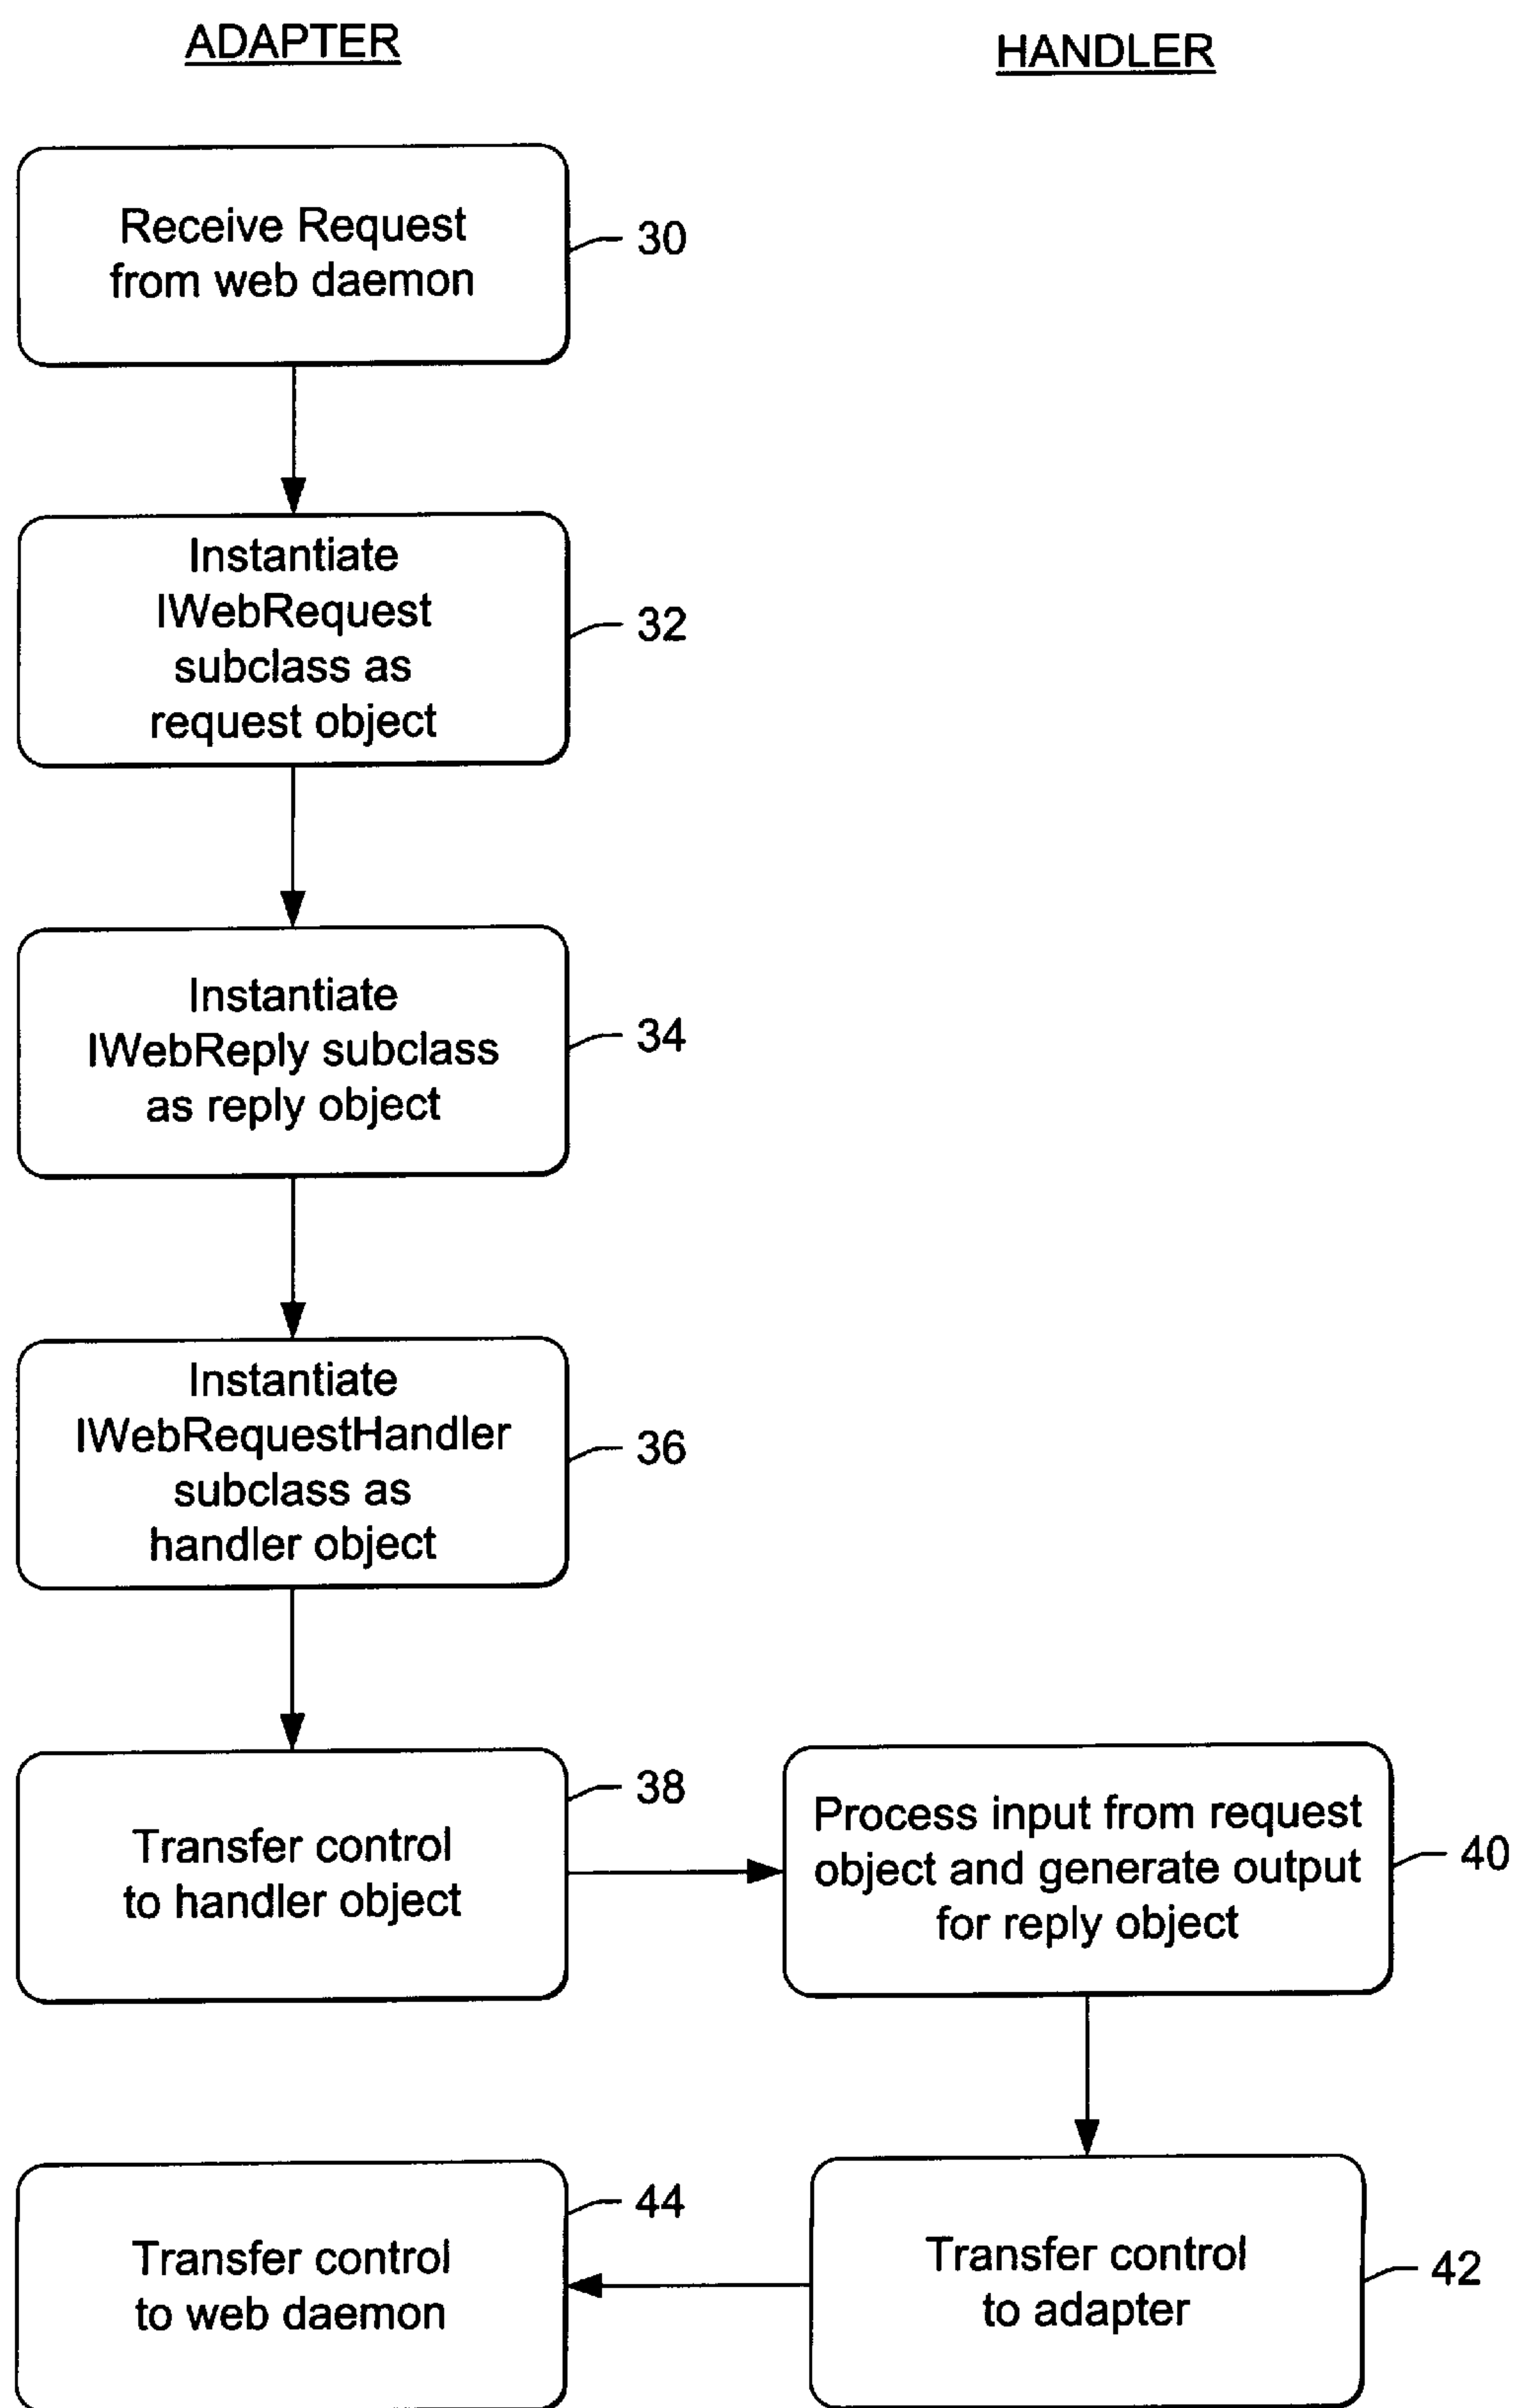 ADAPTER
HANDLER
Receive Request
from web daemon
30
Instantiate
IWebRequest
subclass as
request object
32
Instantiate
IWebReply subclass
as reply object
34
Instantiate
IWebRequestHandler
subclass as
handler object
36
Transfer control
to handler object
38
Process input from request
object and generate output
for reply object
40
Transfer control
to web daemon
44
Transfer control
to adapter
42